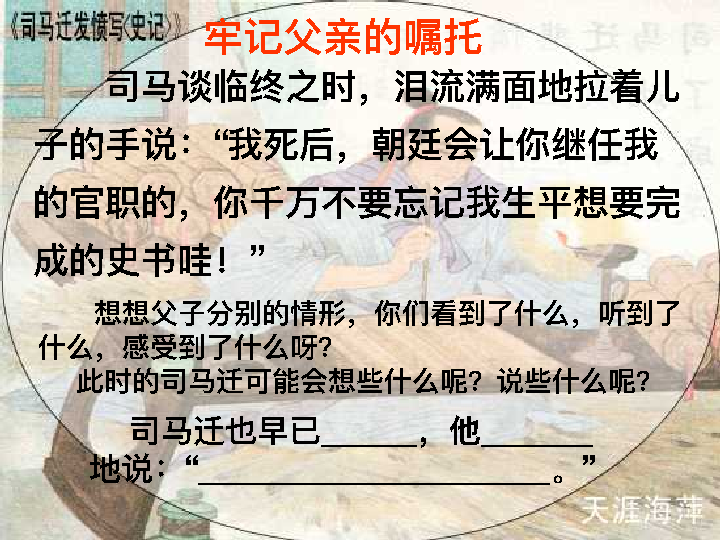 《司马迁发愤写《史记》》
牢记父亲的嘱托
司马谈临终之时，泪流满面地拉着儿
子的手说：“我死后，朝廷会让你继任我
的官职的，你千万不要忘记我生平想要完
成的史书哇！”
想想父子分别的情形，你们看到了什么，听到了
什么，感受到了什么呀？
此时的司马迁可能会想些什么呢？说些什么呢？
司马迁也早已______，他_______
地说：“______________________。”
天涯海萍